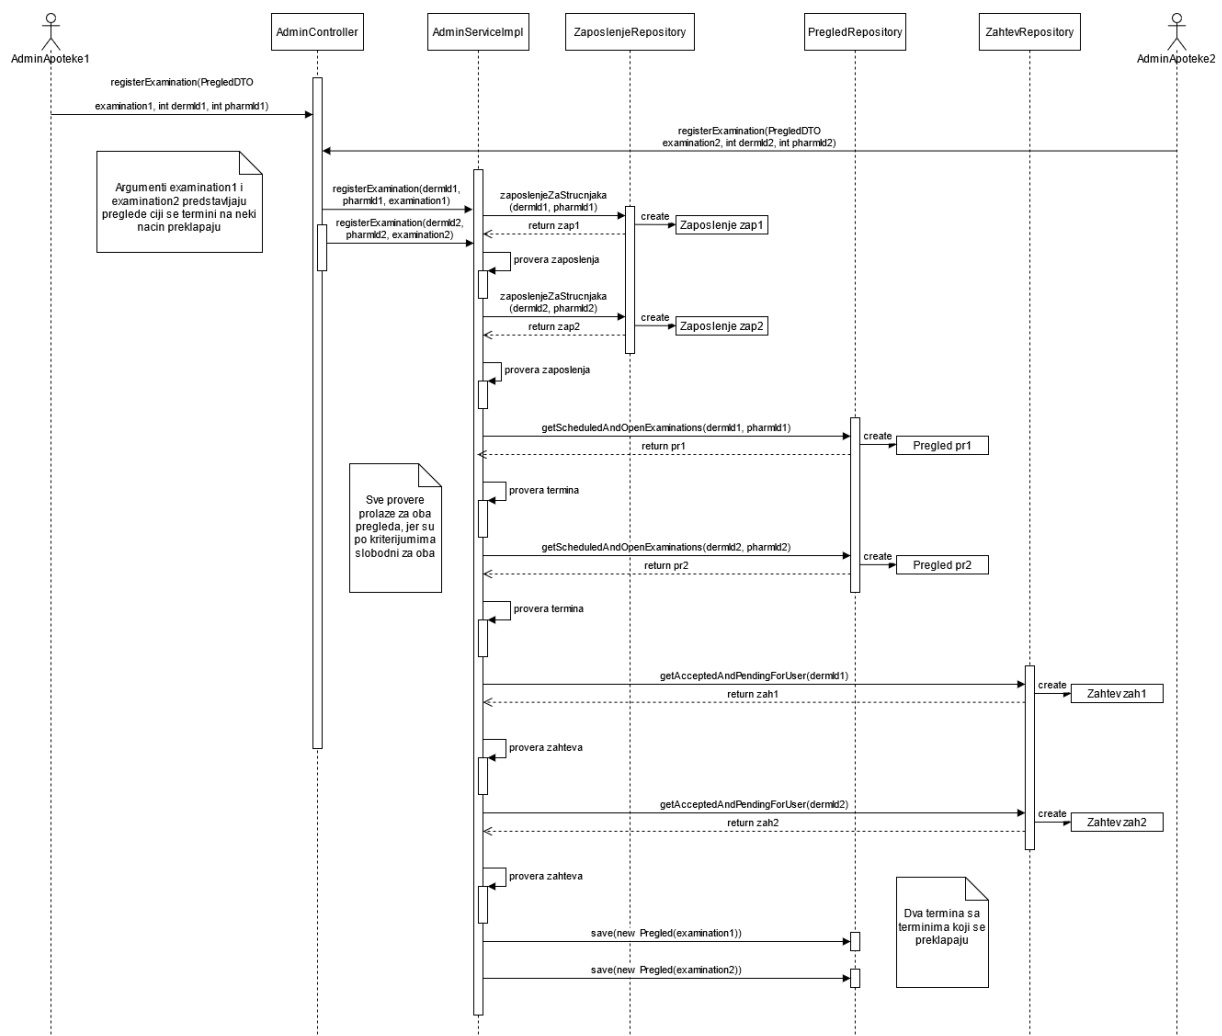 AdminController
AdminServiceImpl
ZaposlenjeRepository
PregledRepository
ZahtevRepository
AdminApoteke1
AdminApoteke2
registerExamination(PregledDTO
examination1, int dermId1, int pharmId1)
registerExamination(PregledDTO
examination2, int dermId2, int pharmId2)
Argumenti examination1 i
examination2 predstavljaju
preglede ciji se termini na neki
nacin preklapaju
registerExamination(dermId1,
pharmId1, examination1)
registerExamination(dermId2,
pharmId2, examination2)
zaposlenjeZaStrucnjaka
(dermId1, pharmId1)
create
Zaposlenje zap1
return zap1
provera zaposlenja
zaposlenjeZaStrucnjaka
(dermId2, pharmId2)
create
Zaposlenje zap2
return zap2
provera zaposlenja
getScheduledAndOpenExaminations(dermId1, pharmId1)
create
Pregled pr1
return pr1
Sve provere
prolaze za oba
pregleda, jer su
po kriterijumima
slobodni za oba
provera termina
getScheduledAndOpenExaminations(dermId2, pharmId2)
create
Pregled pr2
return pr2
provera termina
getAcceptedAndPendingForUser(dermId1)
create
Zahtev zah1
return zah1
provera zahteva
getAcceptedAndPendingForUser(dermId2)
create
Zahtev zah2
return zah2
provera zahteva
Dva termina sa
terminima koji se
preklapaju
save(new Pregled(examination1))
save(new Pregled(examination2))